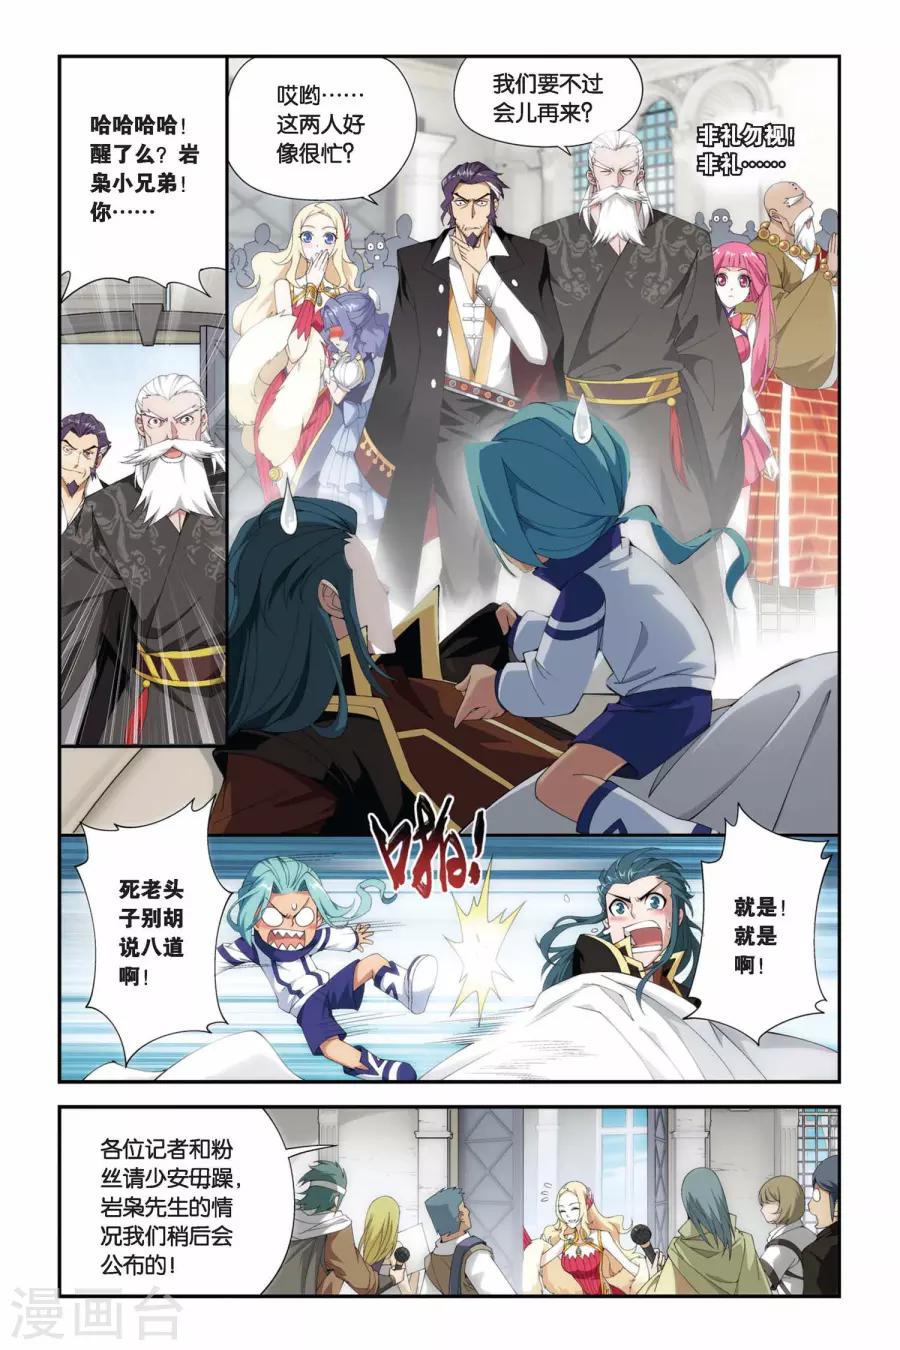 哈哈哈哈！
醒了么？岩
枭小兄弟！
你……
哎哟……
这两人好
像很忙？
我们要不过
会儿再来？
非礼勿视！
非礼……
啪！
死老头
子别胡
说八道
啊！
就是！
就是
啊！
各位记者和粉
丝请少安毋躁，
岩枭先生的情
况我们稍后会
公布的！
漫画台